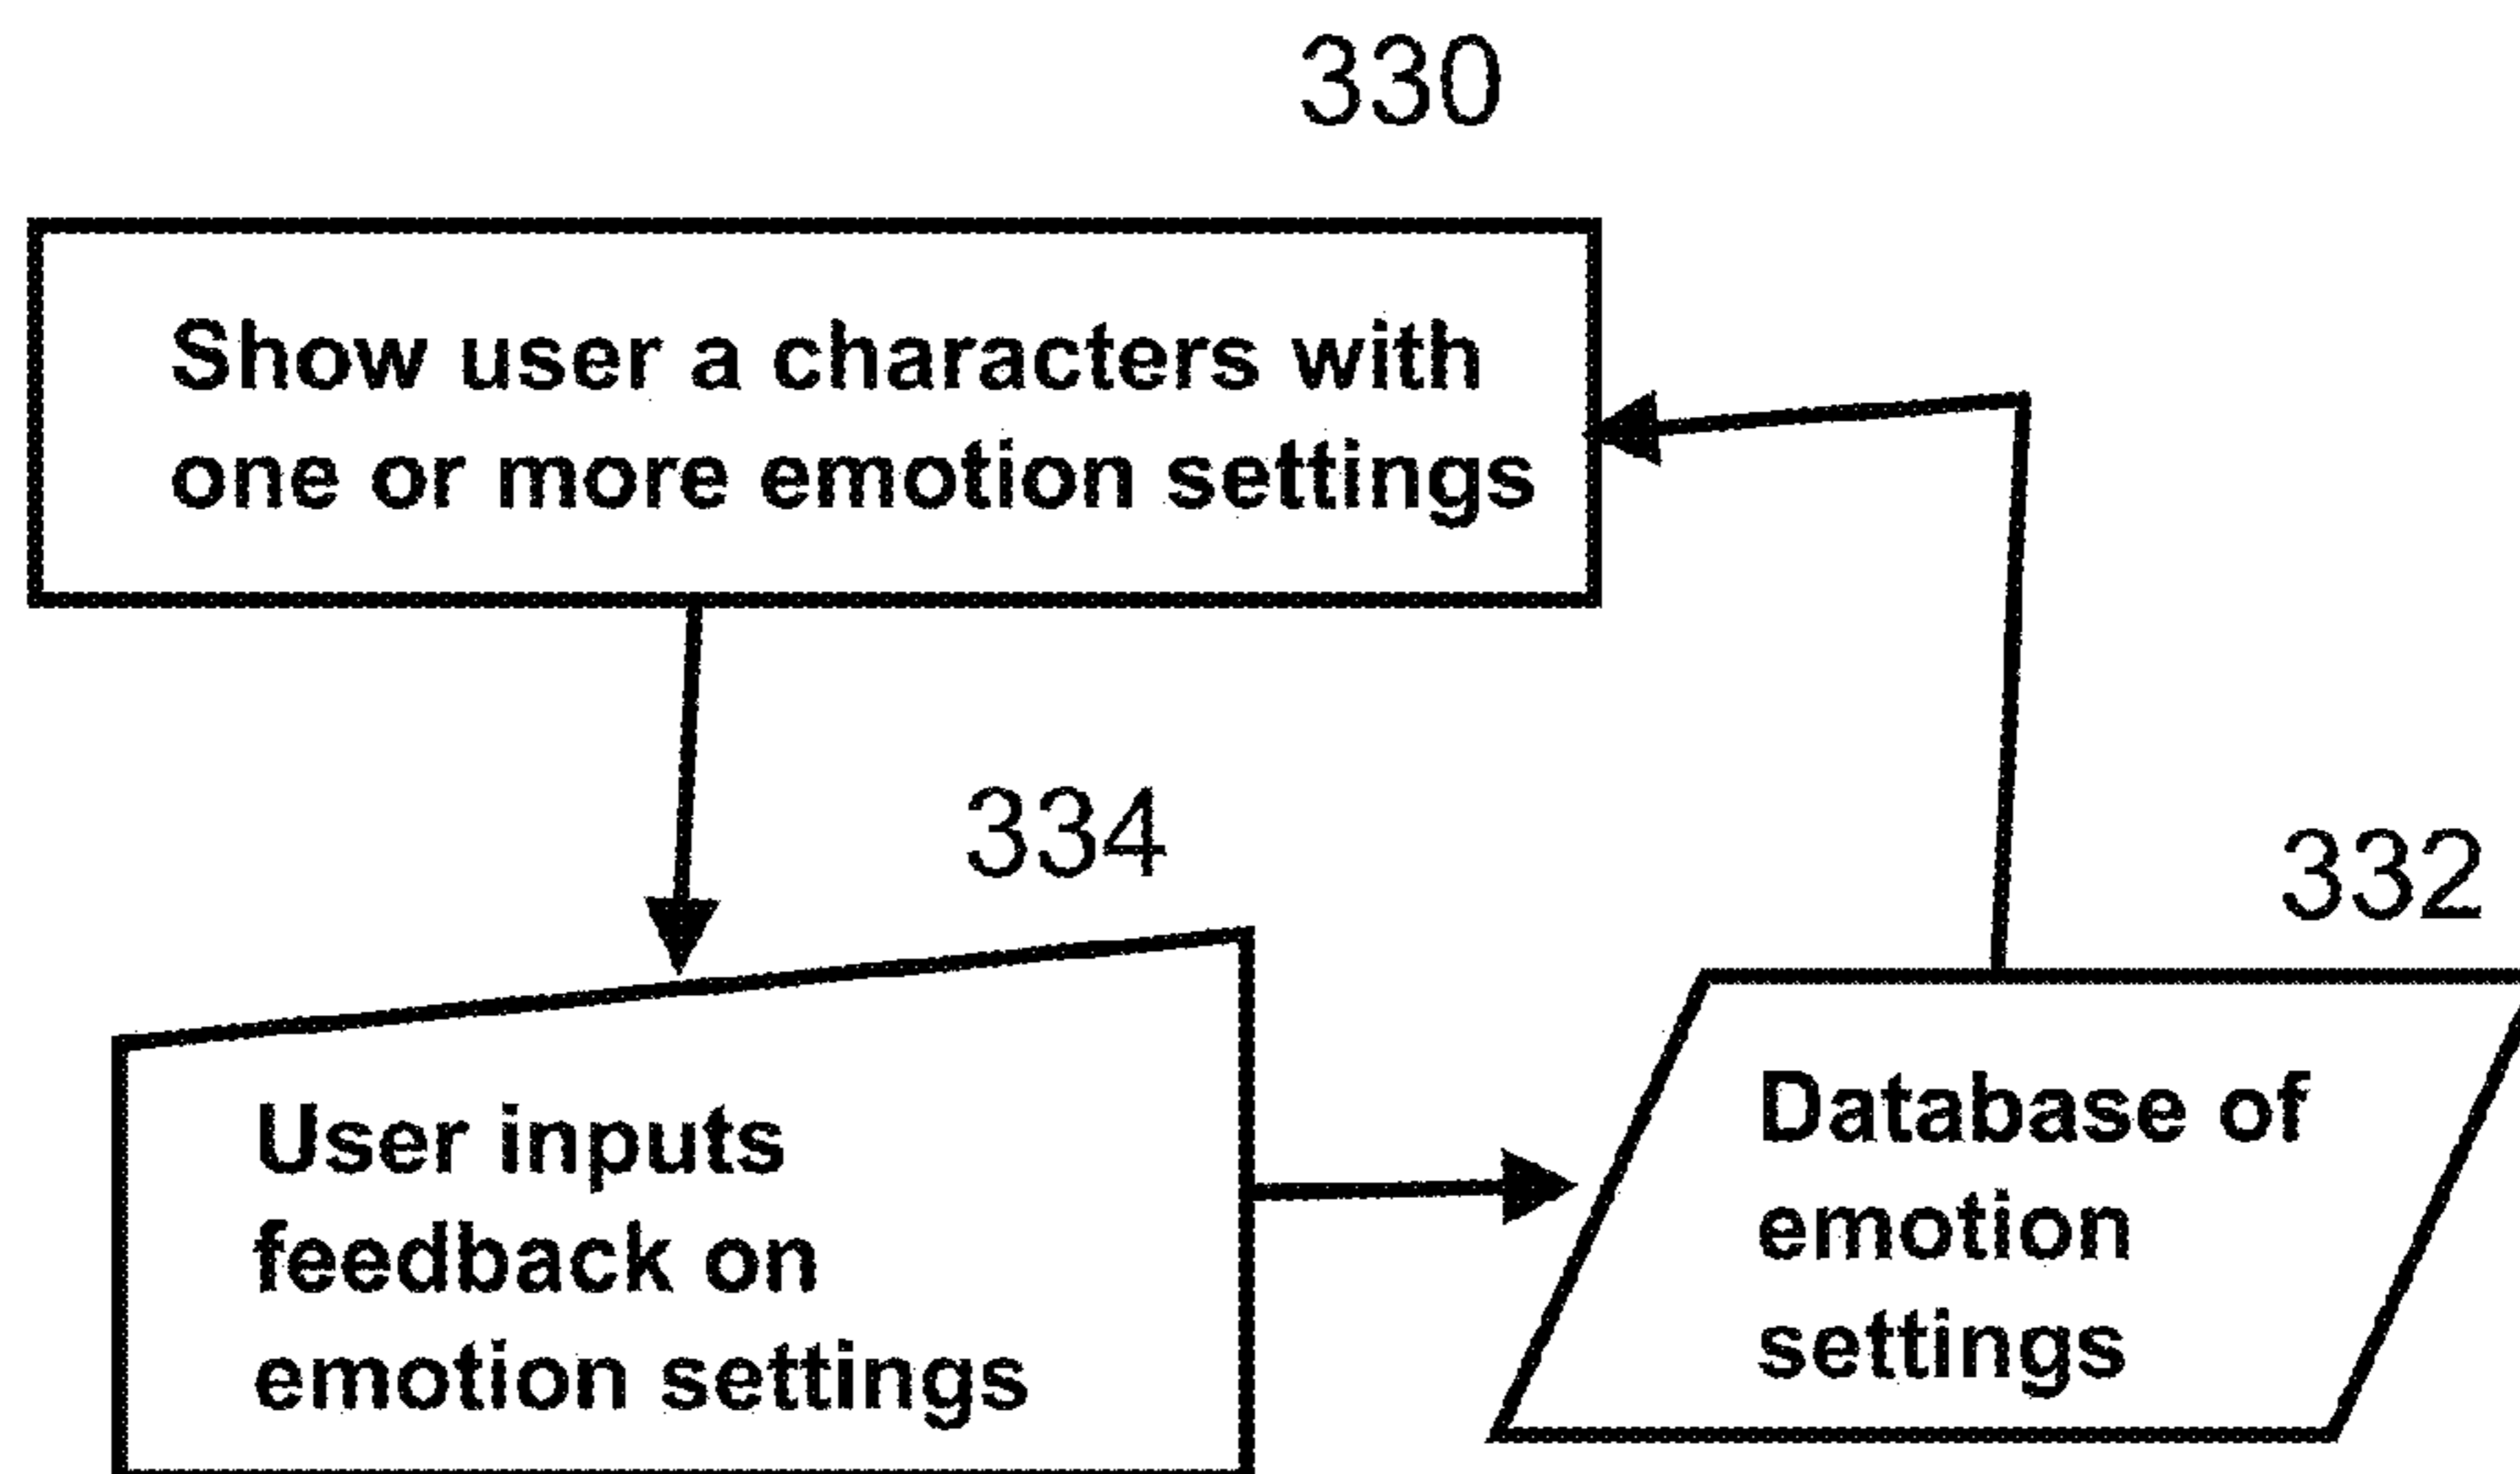 330
Show user a characters with
one or more emotion settings
334
332
User inputs
feedback on
emotion settings
Database of
emotion
settings